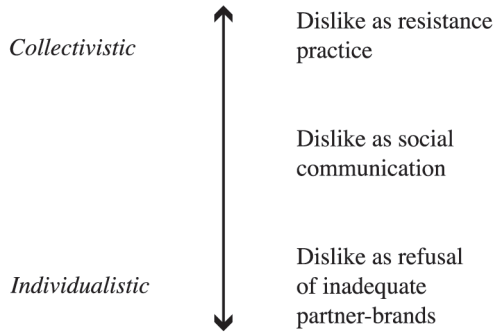 Collectivistic
Dislike as resistance
practice
Dislike as social
communication
Individualistic
Dislike as refusal
of inadequate
partner-brands